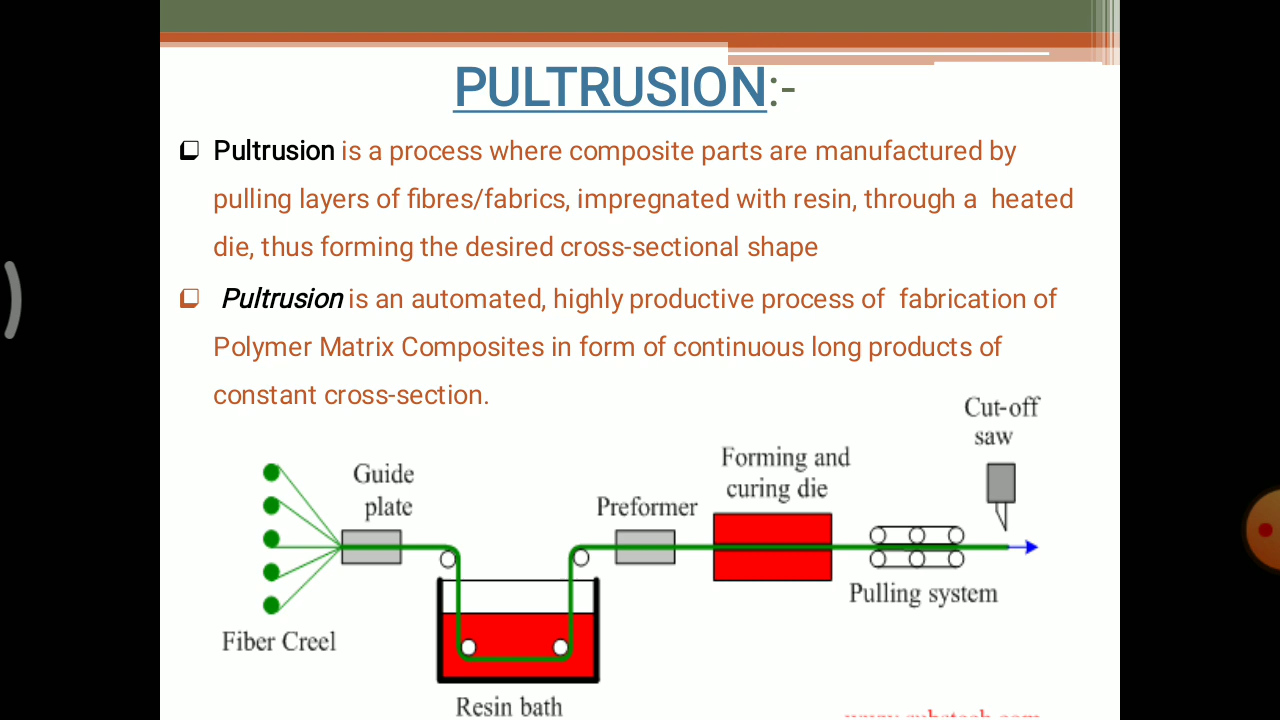 PULTRUSION:-
Pultrusion is a process where composite parts are manufactured by
pulling layers of fibres/fabrics, impregnated with resin, through a heated
die, thus forming the desired cross-sectional shape
Pultrusion is an automated, highly productive process of fabrication of
Polymer Matrix Composites in form of continuous long products of
constant cross-section.
Cut-off
saw
Forming and
curing die
Guide
plate
Preformer
Pulling system
Fiber Creel
Resin bath